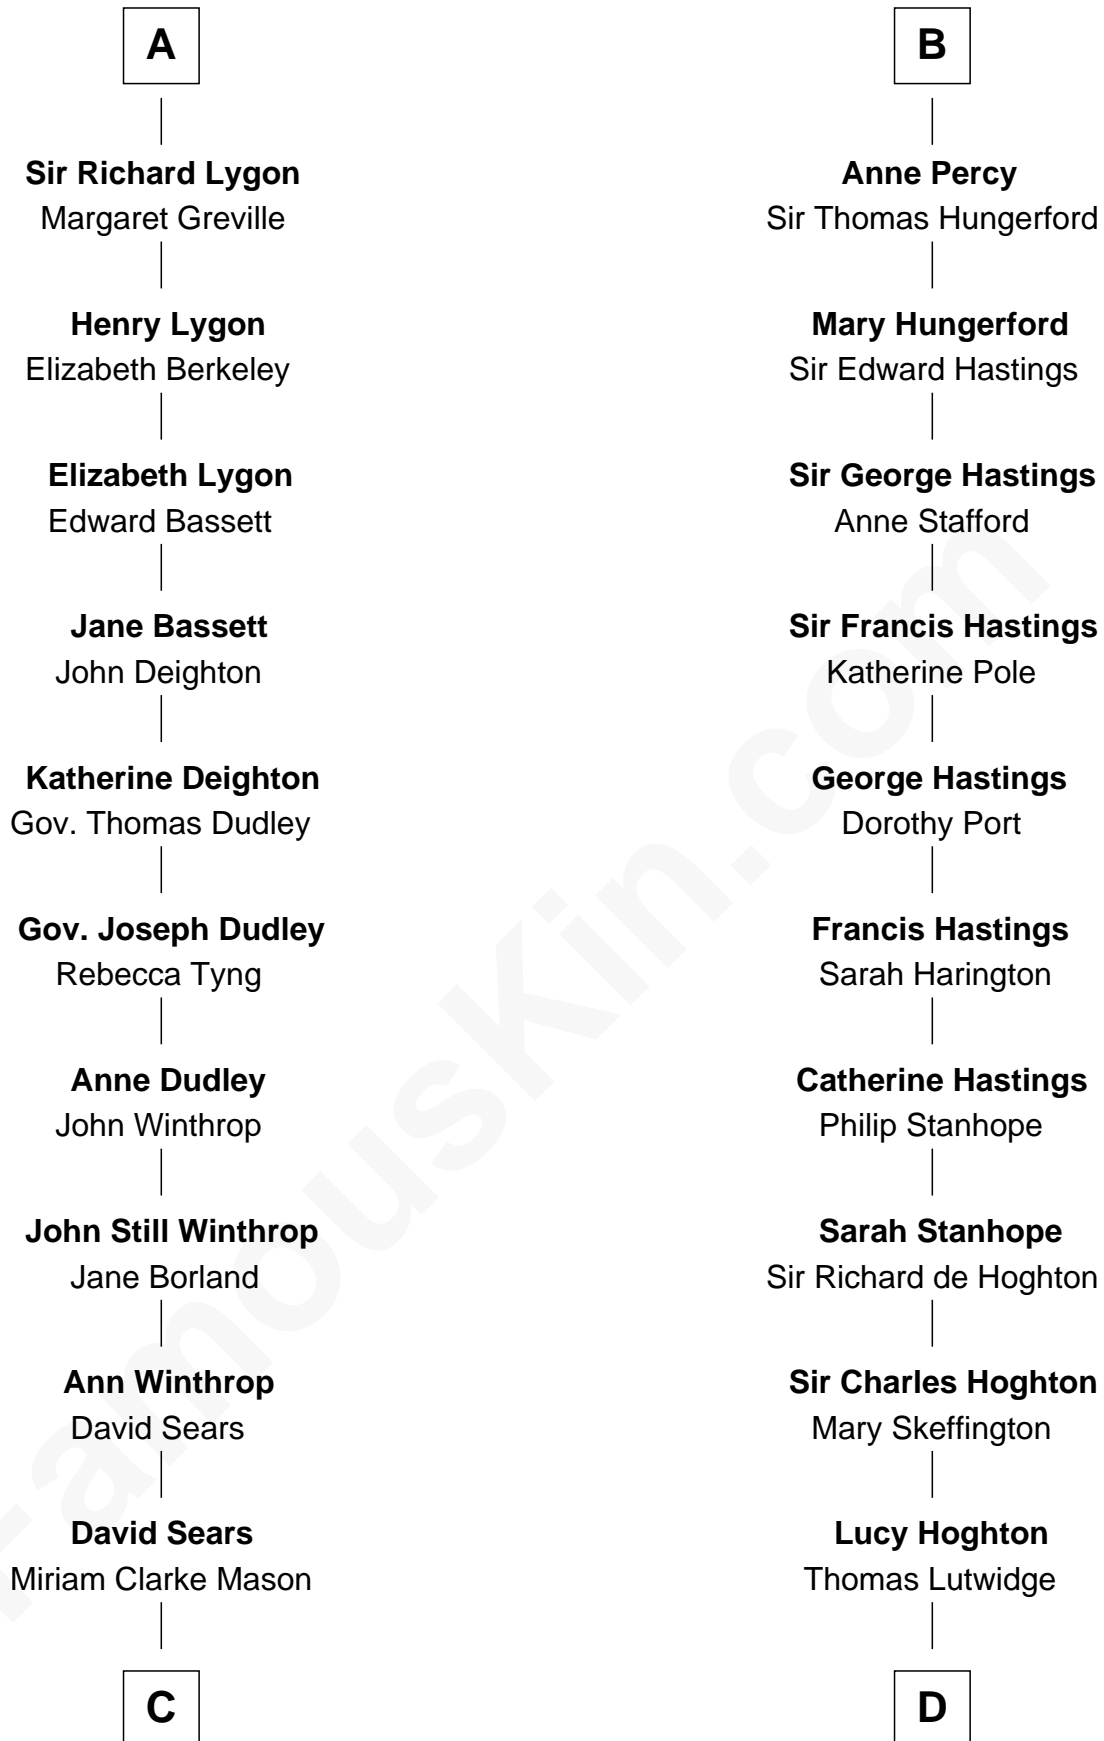 A
Sir Richard Lygon
Margaret Greville
Henry Lygon
Elizabeth Berkeley
Elizabeth Lygon
Edward Bassett
Jane Bassett
John Deighton
Katherine Deighton
Gov. Thomas Dudley
Gov. Joseph Dudley
Rebecca Tyng
Anne Dudley
John Winthrop
John Still Winthrop
Jane Borland
Ann Winthrop
David Sears
David Sears
Miriam Clarke Mason
C
B
Anne Percy
Sir Thomas Hungerford
Mary Hungerford
Sir Edward Hastings
Sir George Hastings
Anne Stafford
Sir Francis Hastings
Katherine Pole
George Hastings
Dorothy Port
Francis Hastings
Sarah Harington
Catherine Hastings
Philip Stanhope
Sarah Stanhope
Sir Richard de Hoghton
Sir Charles Hoghton
Mary Skeffington
Lucy Hoghton
Thomas Lutwidge
D
FamousKin.com